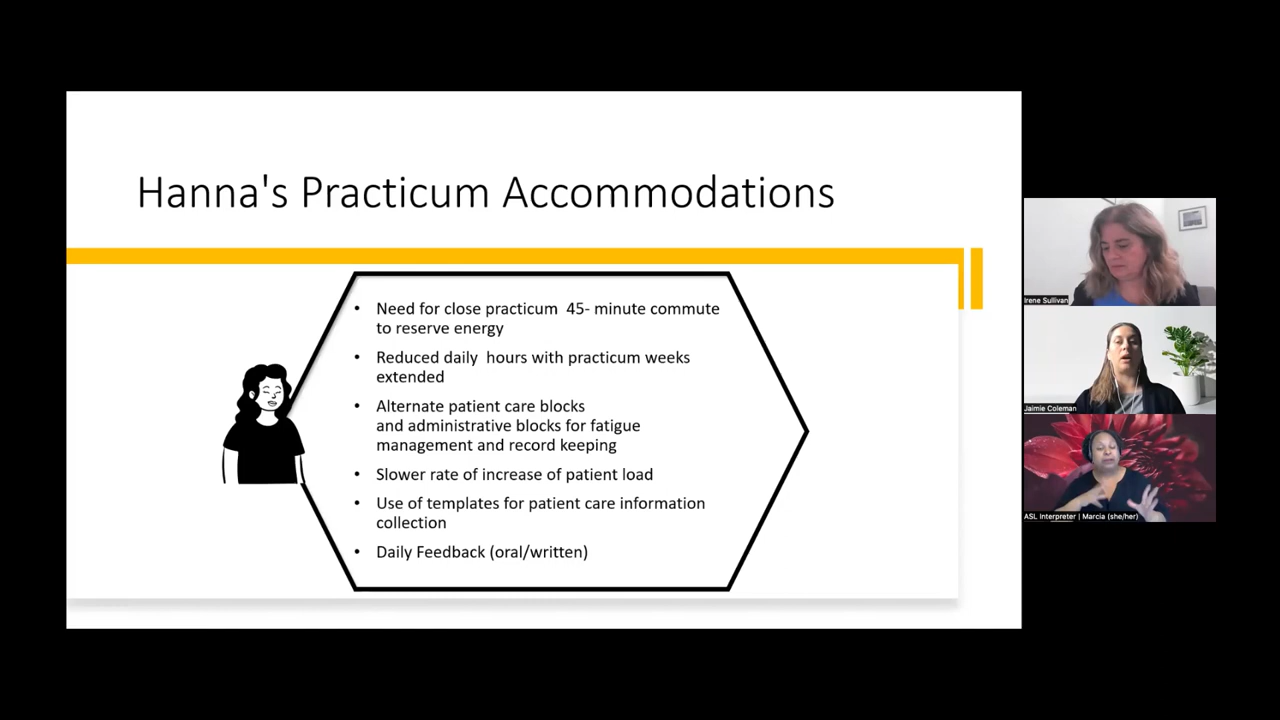 Hanna's Practicum Accommodations
• Need for close practicum  45- minute commute
to reserve energy
• Reduced daily  hours with practicum weeks
extended
• Alternate patient care blocks
and administrative blocks for fatigue
management and record keeping
• Slower rate of increase of patient load
• Use of templates for patient care information
collection
• Daily Feedback (oral/written)
Irene Sullivan
Jaimie Coleman
ASL Interpreter | Marcia (she/her)